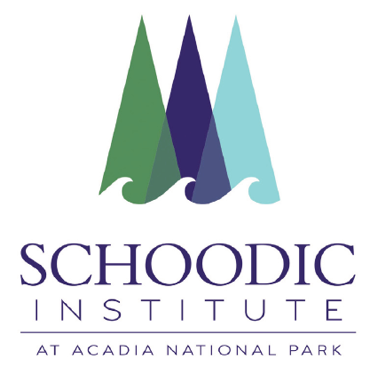 SCHOODIC
INSTITUTE
AT ACADIA NATIONAL PARK